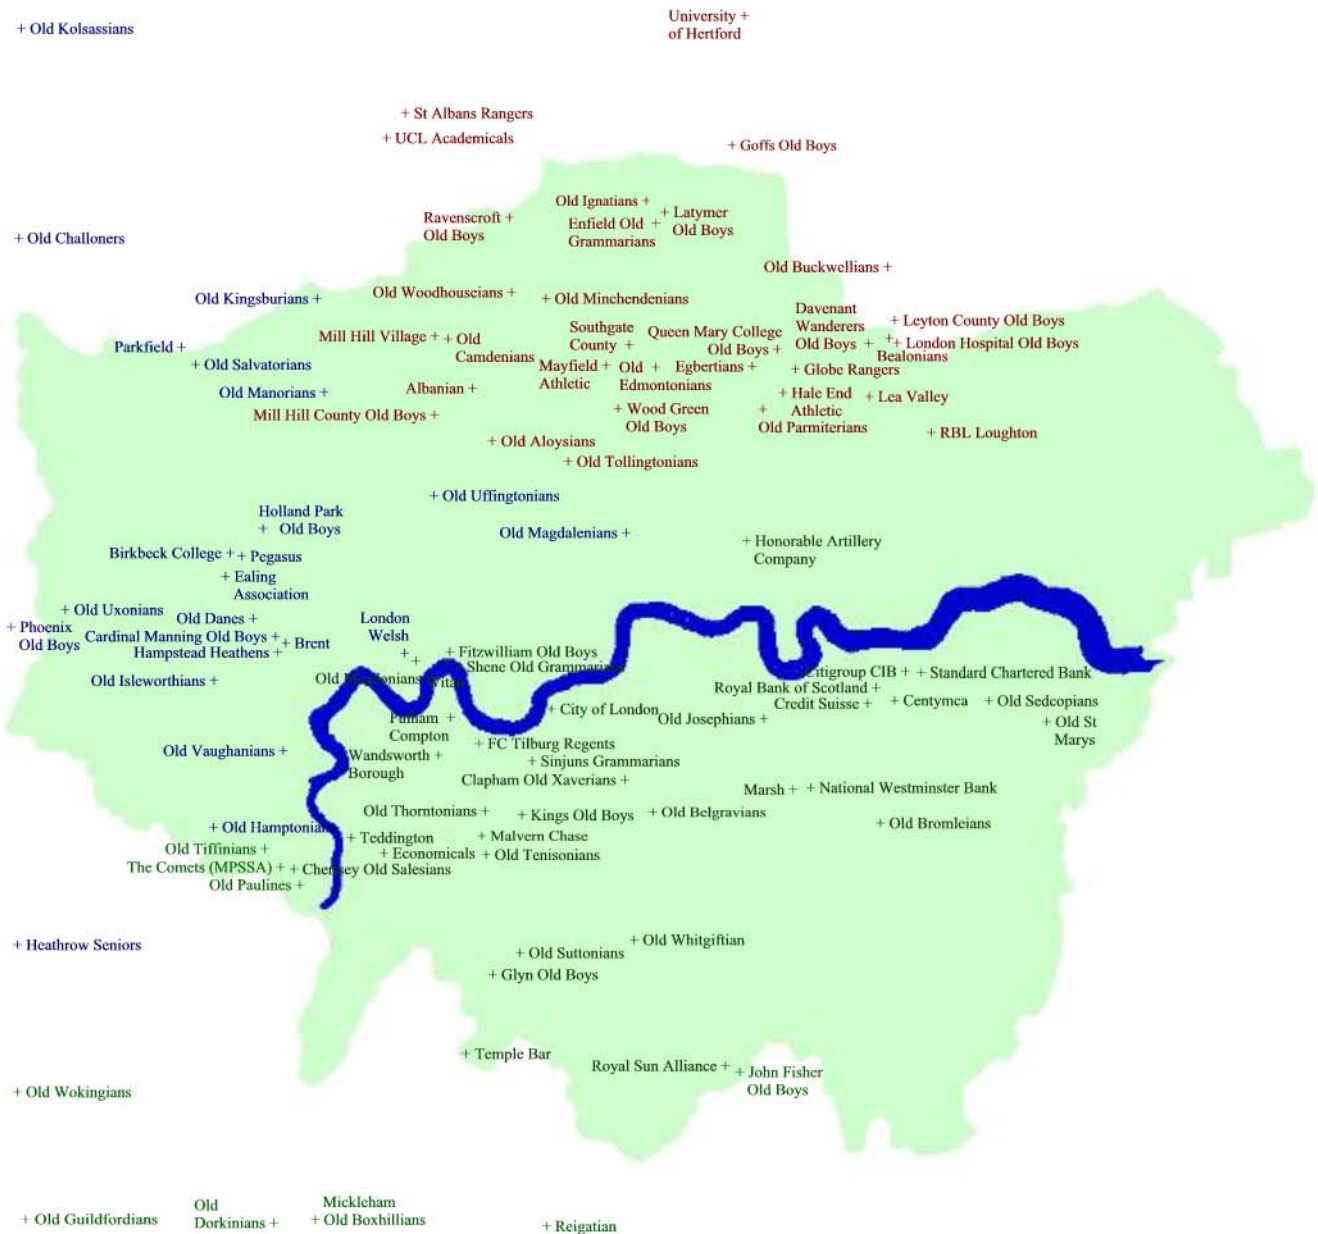 + Old Kolsassians
University +
of Hertford
+ St Albans Rangers
+ UCL Academicals
+ Goffs Old Boys
Old Ignatians +
Ravenscroft +
Old Boys
+ Latymer
Old Boys
Enfield Old +
Grammarians
+ Old Challoners
Old Buckwellians +
Old Kingsburians +
Old Woodhouseians +
+ Old Minchendenians
Davenant
Wanderers
Old Boys +
+ Leyton County Old Boys
Mill Hill Village +
+ Old
Camdenians
Southgate
County +
Queen Mary College
Old Boys +
+ London Hospital Old Boys
+
Bealonians
Parkfield +
+ Old Salvatorians
Mayfield +
Athletic
Old +
Edmontonians
Egbertians +
+ Globe Rangers
Old Manorians +
Albanian +
+ Hale End
Athletic
+ Lea Valley
Mill Hill County Old Boys +
+ Wood Green
Old Boys
+
Old Parmiterians
+ RBL Loughton
+ Old Aloysians
+ Old Tollingtonians
+ Old Uffingtonians
Holland Park
+ Old Boys
Old Magdalenians +
+ Honorable Artillery
Company
Birkbeck College +
+ Pegasus
+ Ealing
Association
+ Old Uxonians
Old Danes +
London
Welsh
+
+ Phoenix
Old Boys
Cardinal Manning Old Boys +
+ Brent
Hampstead Heathens +
+ Fitzwilliam Old Boys
+ Shene Old Grammarians
Old Isleworthians +
Old
+
Citigroup CIB +
+ Standard Chartered Bank
Royal Bank of Scotland +
Credit Suisse +
+ Centymca
+ Old Sedcopians
+ City of London
Old Josephians +
+ Old St
Marys
Fulham +
Compton
Old Vaughanians +
+ FC Tilburg Regents
Wandsworth +
Borough
+ Sinjuns Grammarians
Clapham Old Xaverians +
Marsh +
+ National Westminster Bank
Old Thorntonians +
+ Kings Old Boys
+ Old Belgravians
+ Old Bromleians
+ Old Hamptonians
+ Teddington
+ Malvern Chase
Old Tiffinians +
+ Economicals
+ Old Tenisonians
The Comets (MPSSA) +
+ Chertsey Old Salesians
Old Paulines +
+ Heathrow Seniors
+ Old Whitgiftian
+ Old Suttonians
+ Glyn Old Boys
+ Temple Bar
Royal Sun Alliance +
+ John Fisher
Old Boys
+ Old Wokingians
+ Old Guildfordians
Old
Dorkinians +
Mickleham
+ Old Boxhillians
+ Reigatian